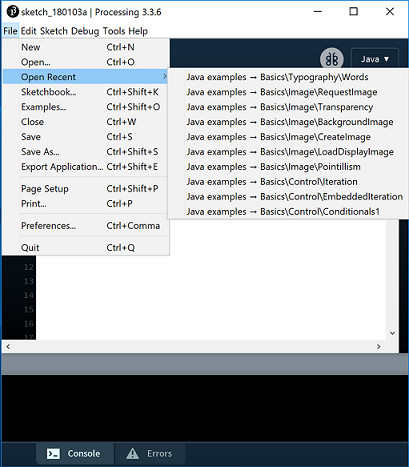 sketch_180103a | Processing 3.3.6
File Edit Sketch Debug Tools Help
Java ▼
New Ctrl+N
Open... Ctrl+O
Open Recent
Sketchbook... Ctrl+Shift+K
Examples... Ctrl+Shift+O
Close Ctrl+W
Save Ctrl+S
Save As... Ctrl+Shift+S
Export Application... Ctrl+Shift+E
Page Setup Ctrl+Shift+P
Print... Ctrl+P
Preferences... Ctrl+Comma
Quit Ctrl+Q
Java examples → Basics\Typography\Words
Java examples → Basics\Image\RequestImage
Java examples → Basics\Image\Transparency
Java examples → Basics\Image\BackgroundImage
Java examples → Basics\Image\CreateImage
Java examples → Basics\Image\LoadDisplayImage
Java examples → Basics\Image\Pointillism
Java examples → Basics\Control\Iteration
Java examples → Basics\Control\EmbeddedIteration
Java examples → Basics\Control\Conditionals1
12
13
14
15
16
17
Console
Errors